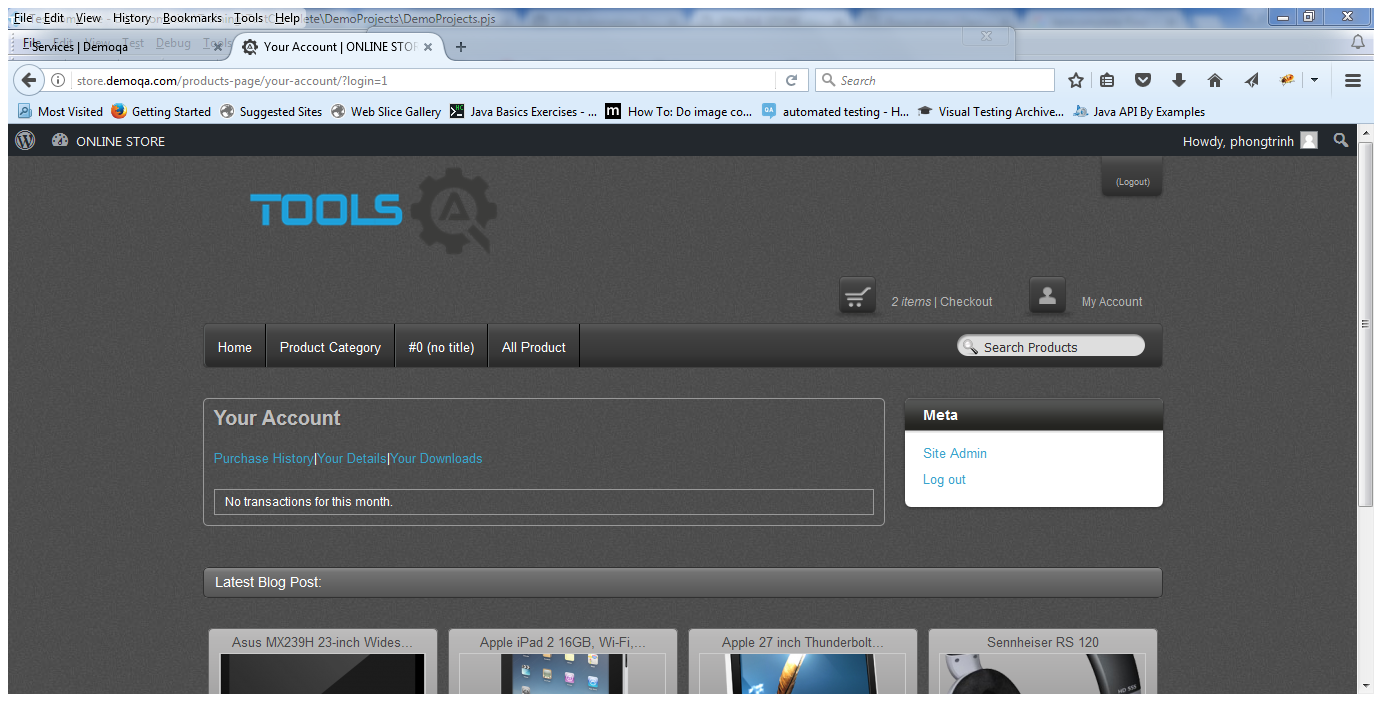 File Edit View History Bookmarks Tools Help ete\DemoProjects\DemoProjects.pjs
File Edit View Test Debug Tools
Services | Demoqa × Your Account | ONLINE STOR × +
store.demoqa.com/products-page/your-account/?login=1 Search
Most Visited Getting Started Suggested Sites Web Slice Gallery Java Basics Exercises - ... How To: Do image co... automated testing - H... Visual Testing Archive... Java API By Examples
ONLINE STORE Howdy, phongtrinh
(Logout)
TOOLS QA
2 items | Checkout My Account
Home Product Category #0 (no title) All Product Search Products
Your Account Meta
Purchase History|Your Details|Your Downloads Site Admin
Log out
No transactions for this month.
Latest Blog Post:
Asus MX239H 23-inch Wides... Apple iPad 2 16GB, Wi-Fi,... Apple 27 inch Thunderbolt... Sennheiser RS 120